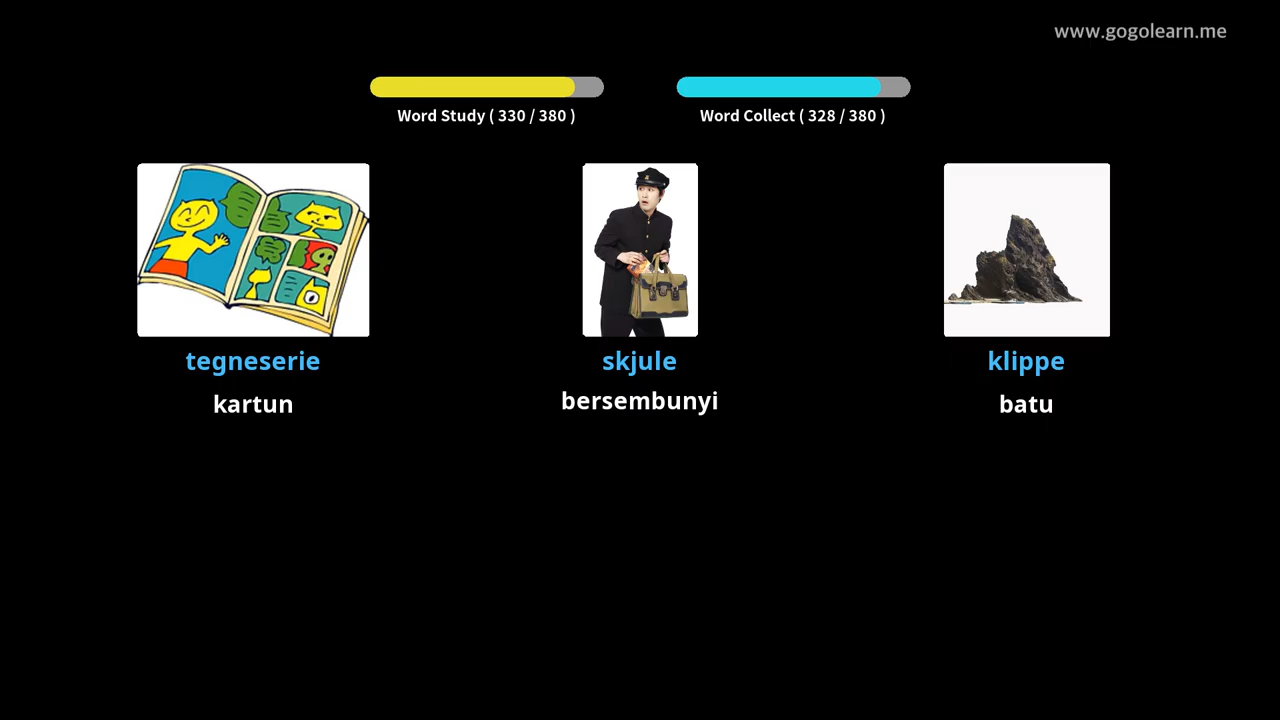 www.gogolearn.me
Word Study ( 330 / 380 )
Word Collect ( 328 / 380 )
tegneserie
skjule
klippe
kartun
bersembunyi
batu